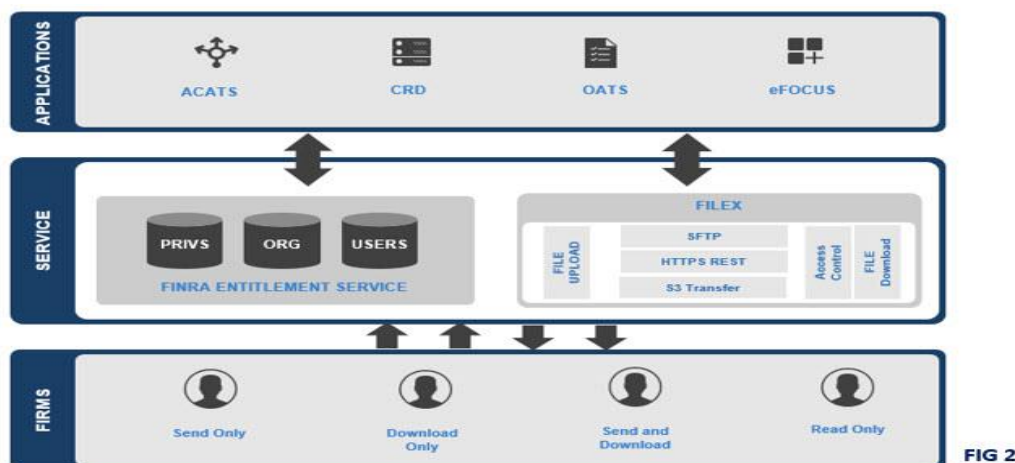 APPLICATIONS
ACATS
CRD
OATS
eFOCUS
SERVICE
PRIVS
ORG
USERS
FINRA ENTITLEMENT SERVICE
FILEX
FILE
UPLOAD
SFTP
HTTPS REST
S3 Transfer
Access
Control
FILE
Download
FIRMS
Send Only
Download
Only
Send and
Download
Read Only
FIG 2